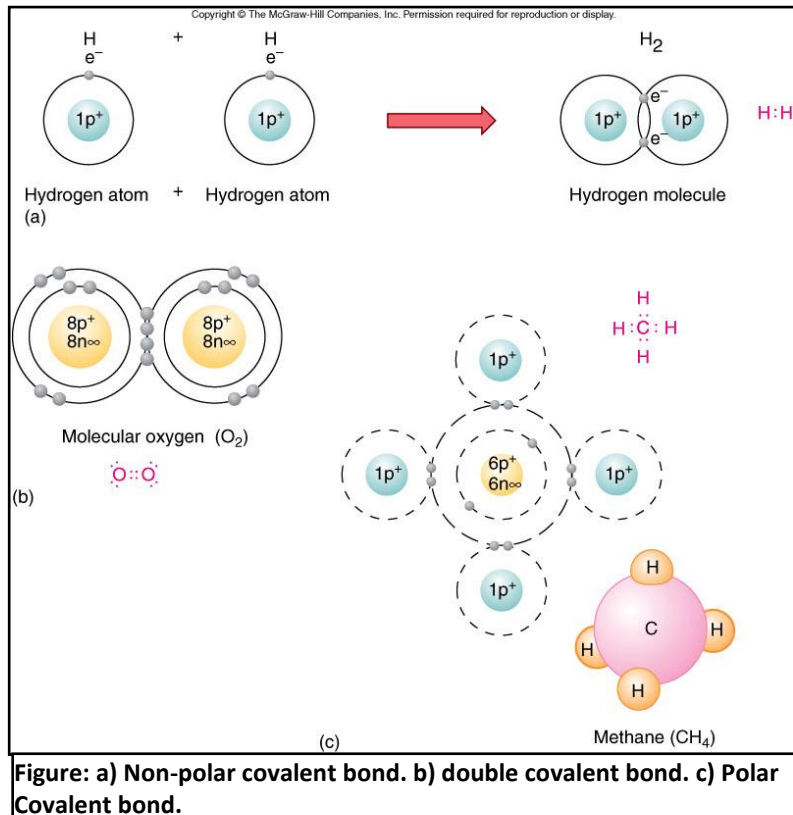 Copyright © The McGraw-Hill Companies, Inc. Permission required for reproduction or display.
H + H H₂
e⁻ e⁻
1p⁺ 1p⁺ e⁻ 1p⁺ 1p⁺ H:H
e⁻
Hydrogen atom + Hydrogen atom Hydrogen molecule
(a)
8p⁺ 8p⁺
8n∞ 8n∞
Molecular oxygen (O₂)
O::O
(b)
H
H:C:H
H
1p⁺
1p⁺ 6p⁺ 1p⁺
6n∞
1p⁺
H
C
H H
H
(c) Methane (CH₄)
Figure: a) Non-polar covalent bond. b) double covalent bond. c) Polar
Covalent bond.